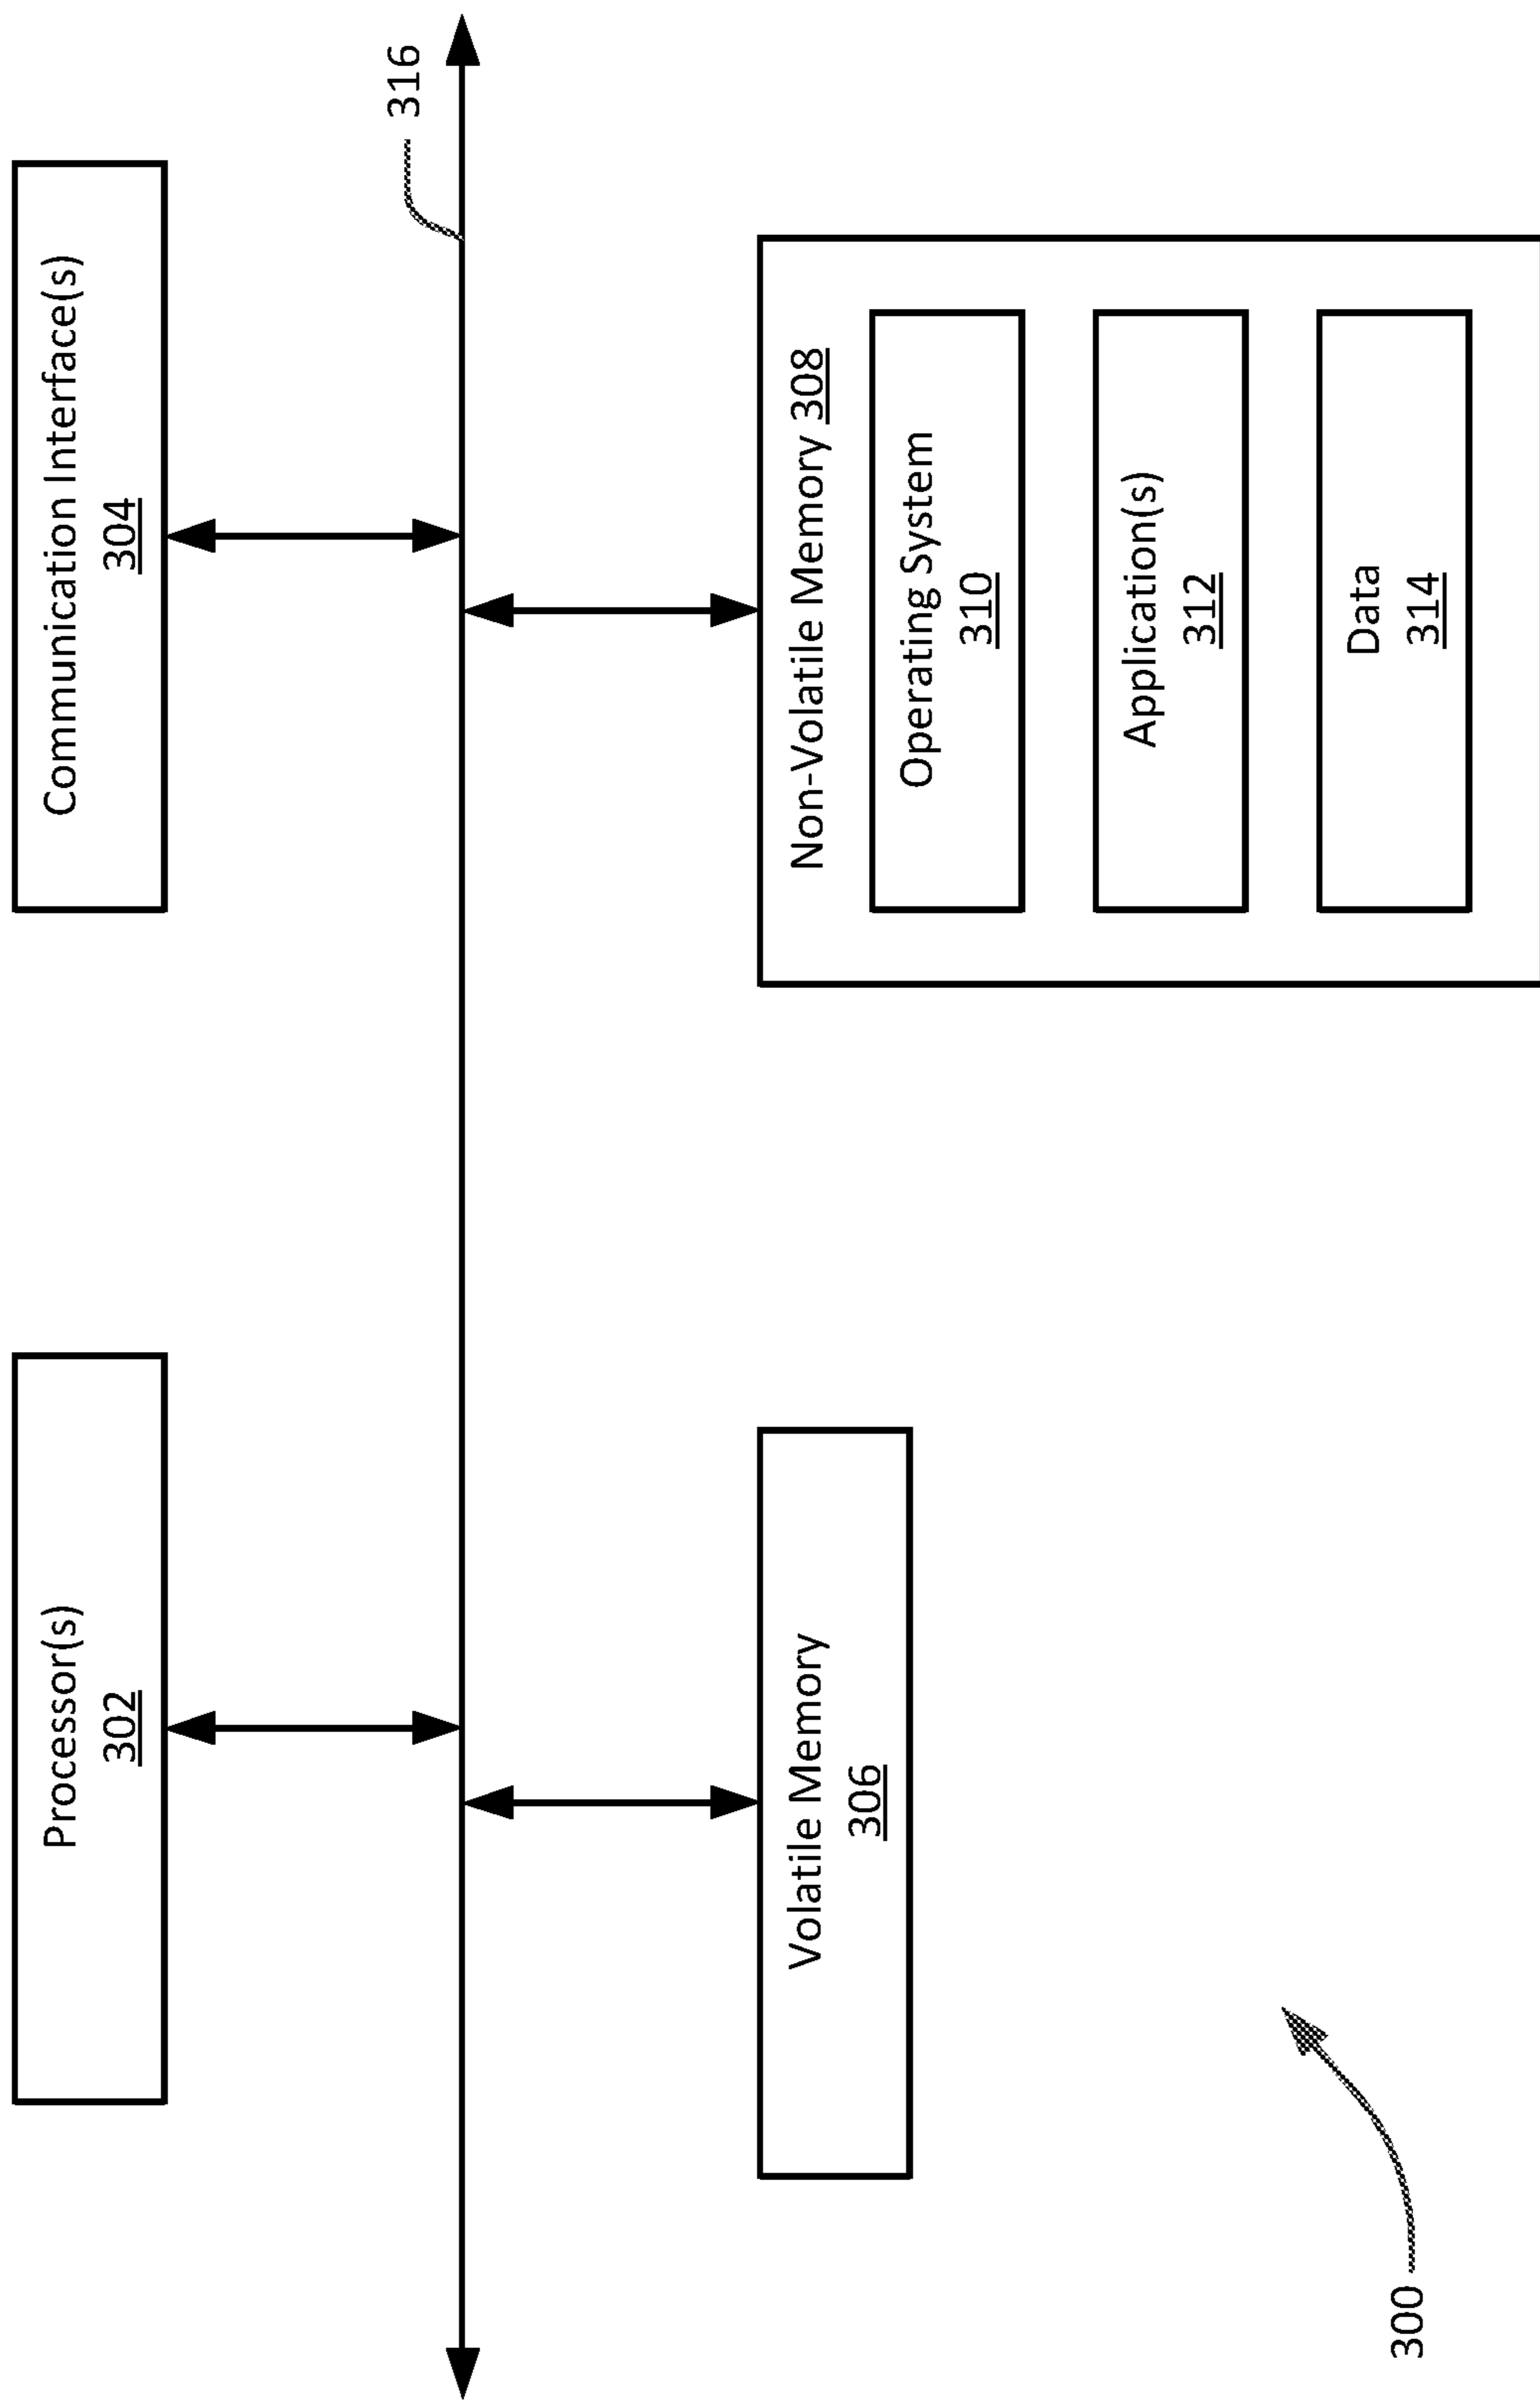 Processor(s)
302
Communication Interface(s)
304
316
Volatile Memory
306
Non-Volatile Memory 308
Operating System
310
Application(s)
312
Data
314
300